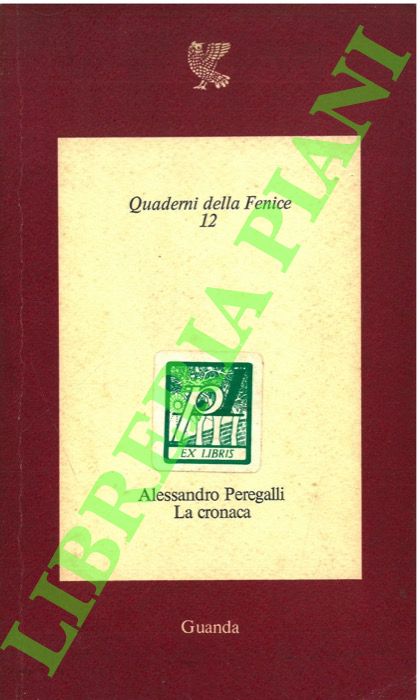 Quaderni della Fenice
12
EX LIBRIS
Alessandro Peregalli
La cronaca
Guanda
LIBRERIA PIANI